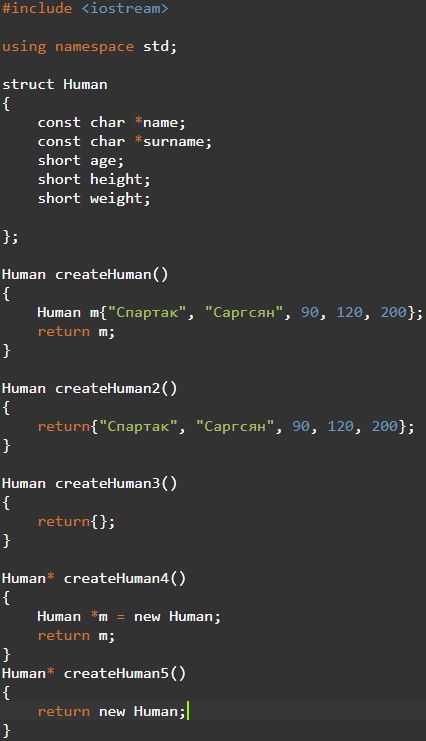 #include <iostream>
using namespace std;
struct Human
{
    const char *name;
    const char *surname;
    short age;
    short height;
    short weight;
};
Human createHuman()
{
    Human m{"Спартак", "Саргсян", 90, 120, 200};
    return m;
}
Human createHuman2()
{
    return{"Спартак", "Саргсян", 90, 120, 200};
}
Human createHuman3()
{
    return{};
}
Human* createHuman4()
{
    Human *m = new Human;
    return m;
}
Human* createHuman5()
{
    return new Human;
}